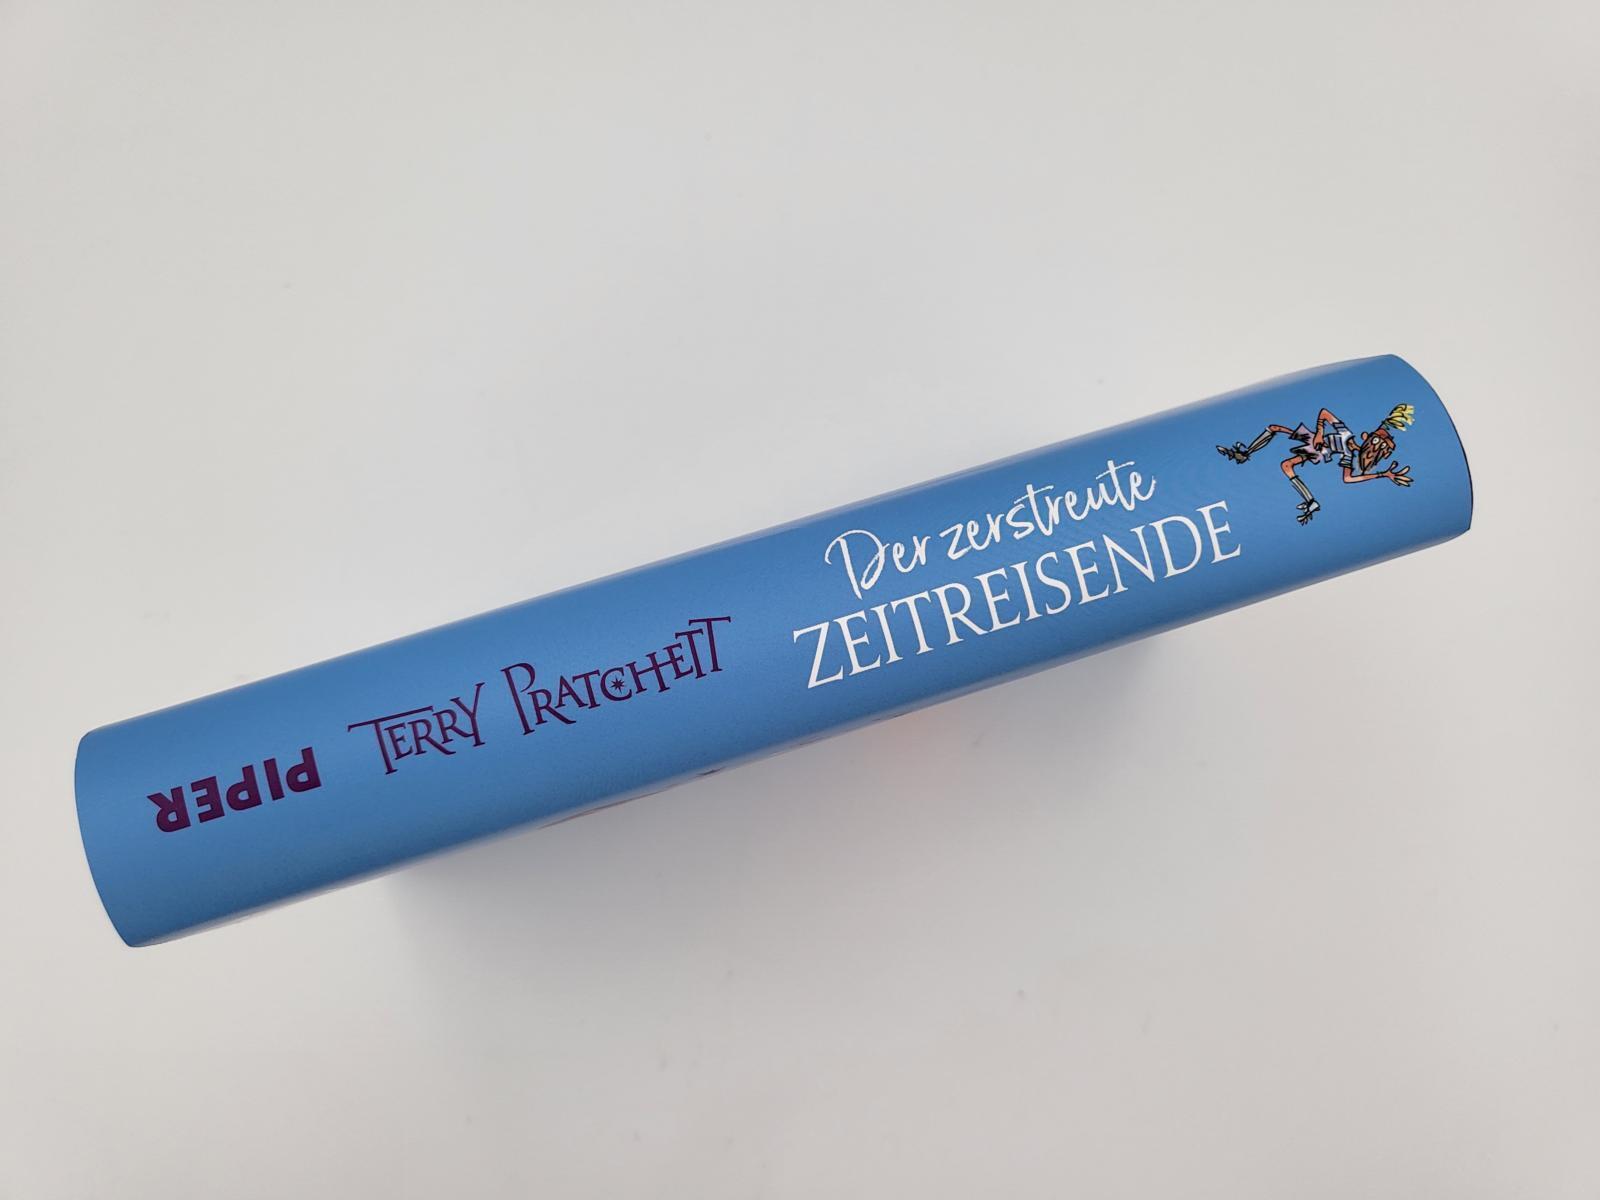 Der zerstreute
ZEITREISENDE
TERRY PRATCHETT
PIPER